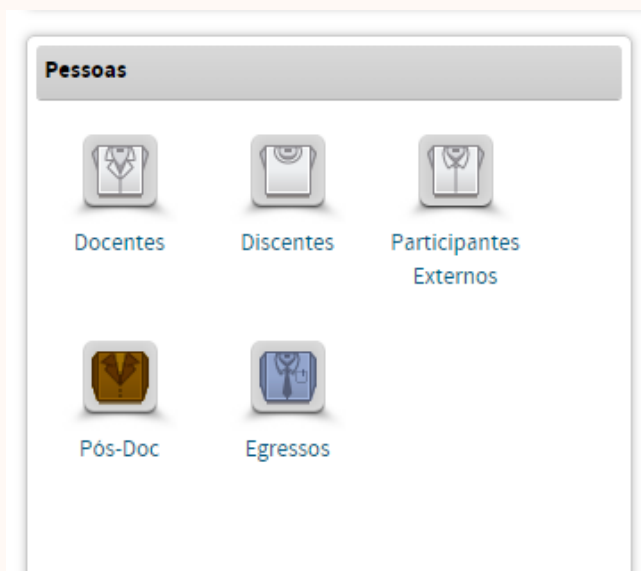 Pessoas
Docentes
Discentes
Participantes
Externos
Pós-Doc
Egressos